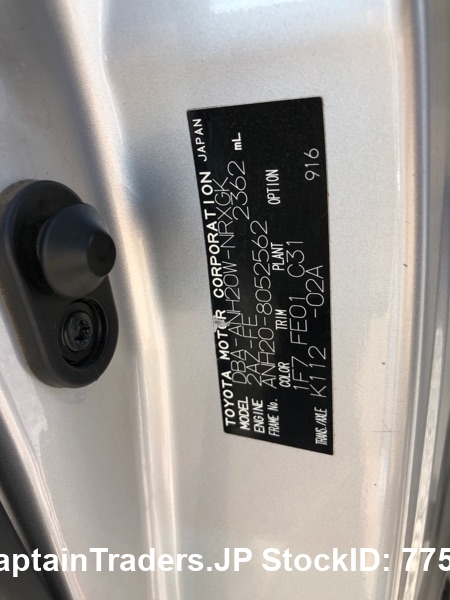 TOYOTA MOTOR CORPORATION JAPAN
MODEL DBA-ANH20W-NRXGK
ENGINE 2AZ-FE 2362 mL
FRAME No. ANH20-8052562
COLOR TRIM PLANT OPTION
1F7 FE01 C31
TRANS./AXLE K112 -02A 916
aptainTraders.JP StockID: 775